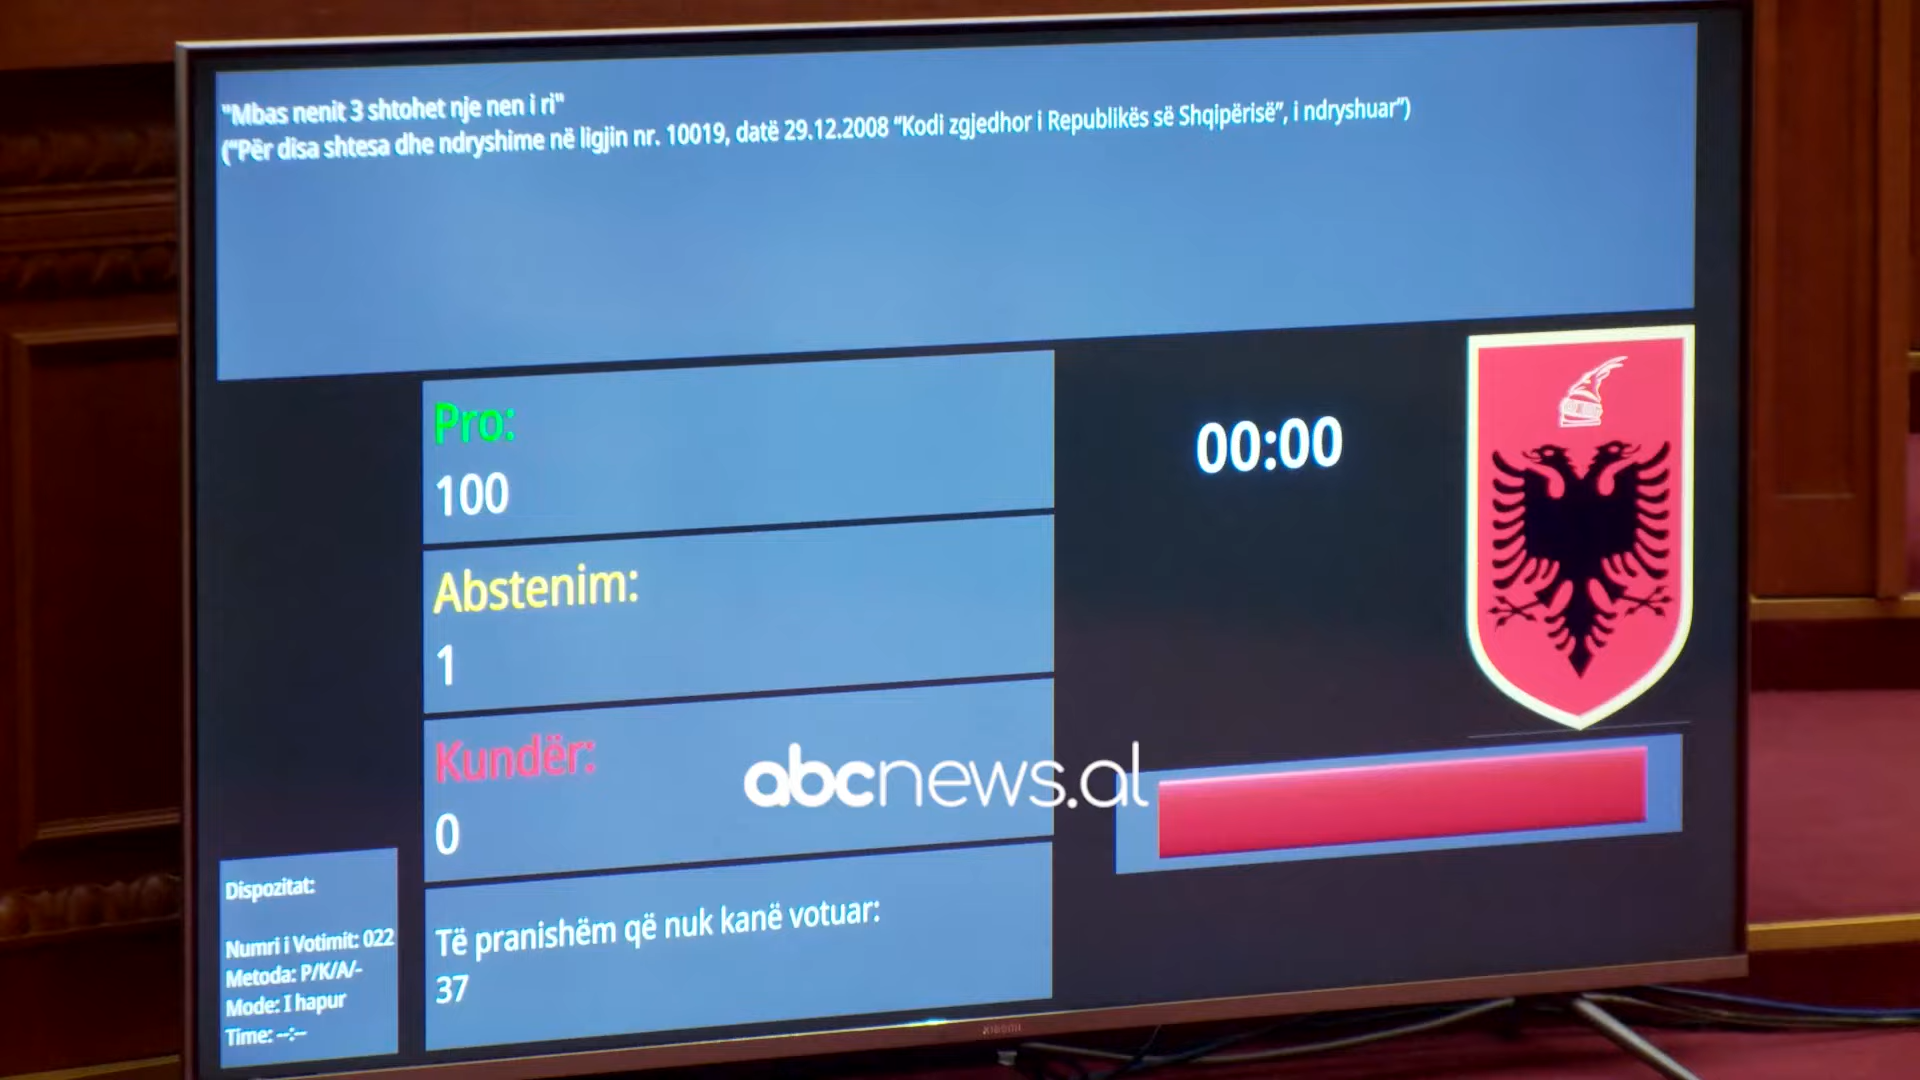 "Mbas nenit 3 shtohet nje nen i ri"
(“Për disa shtesa dhe ndryshime në ligjin nr. 10019, datë 29.12.2008 “Kodi zgjedhor i Republikës së Shqipërisë”, i ndryshuar”)
Pro:
100
00:00
Abstenim:
1
Kundër:
0
abcnews.al
Të pranishëm që nuk kanë votuar:
37
Dispozitat:
Numri i Votimit: 022
Metoda: P/K/A/-
Mode: I hapur
Time: --:--
XIAOMI